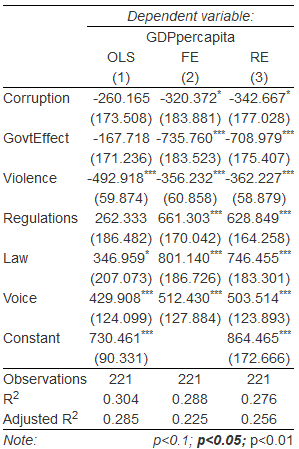 Dependent variable:
GDPpercapita
OLS FE RE
(1) (2) (3)
Corruption -260.165 -320.372* -342.667*
(173.508) (183.881) (177.028)
GovtEffect -167.718 -735.760*** -708.979***
(171.236) (183.523) (175.407)
Violence -492.918*** -356.232*** -362.227***
(59.874) (60.858) (58.879)
Regulations 262.333 661.303*** 628.849***
(186.482) (170.042) (164.258)
Law 346.959* 801.140*** 746.455***
(207.073) (186.726) (183.301)
Voice 429.908*** 512.430*** 503.514***
(124.099) (127.884) (123.893)
Constant 730.461*** 864.465***
(90.331) (172.666)
Observations 221 221 221
R2 0.304 0.288 0.276
Adjusted R2 0.285 0.225 0.256
Note: p<0.1; p<0.05; p<0.01